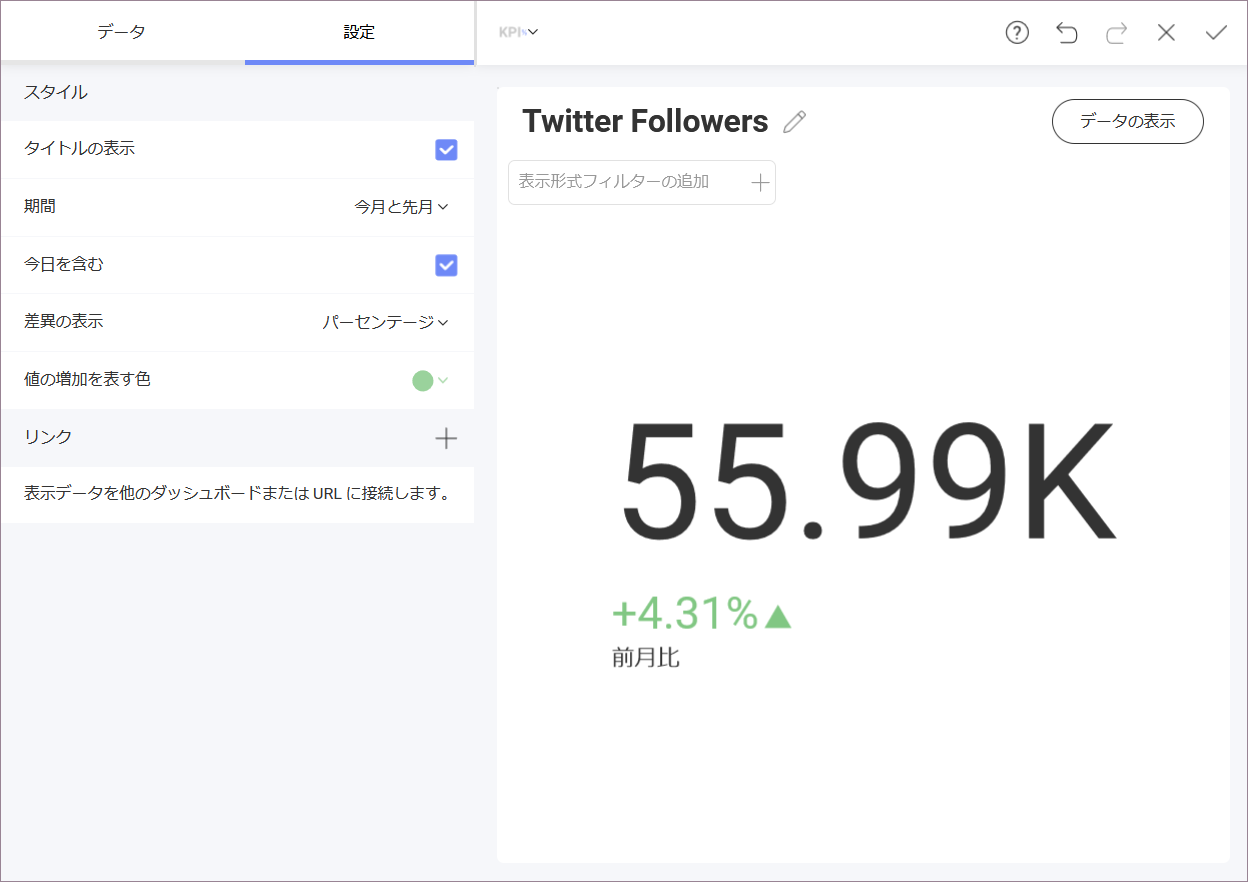 データ
設定
KPI
スタイル
タイトルの表示
期間
今月と先月
今日を含む
差異の表示
パーセンテージ
値の増加を表す色
リンク
表示データを他のダッシュボードまたは URL に接続します。
Twitter Followers
データの表示
表示形式フィルターの追加
55.99K
+4.31%▲
前月比